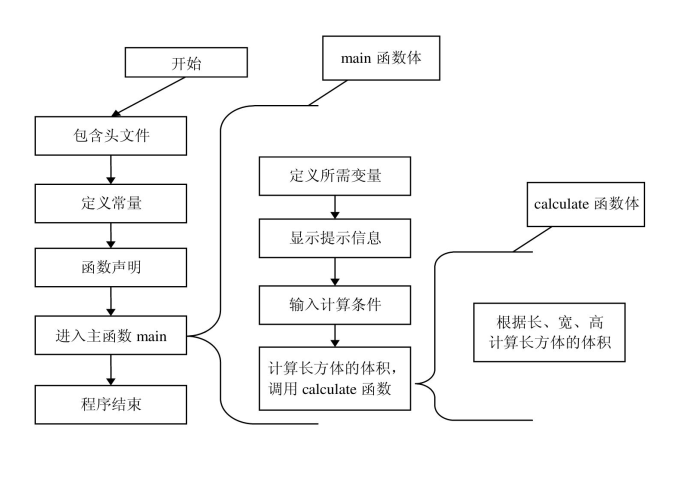 开始
包含头文件
定义常量
函数声明
进入主函数 main
程序结束
main 函数体
定义所需变量
显示提示信息
输入计算条件
计算长方体的体积，
调用 calculate 函数
calculate 函数体
根据长、宽、高
计算长方体的体积